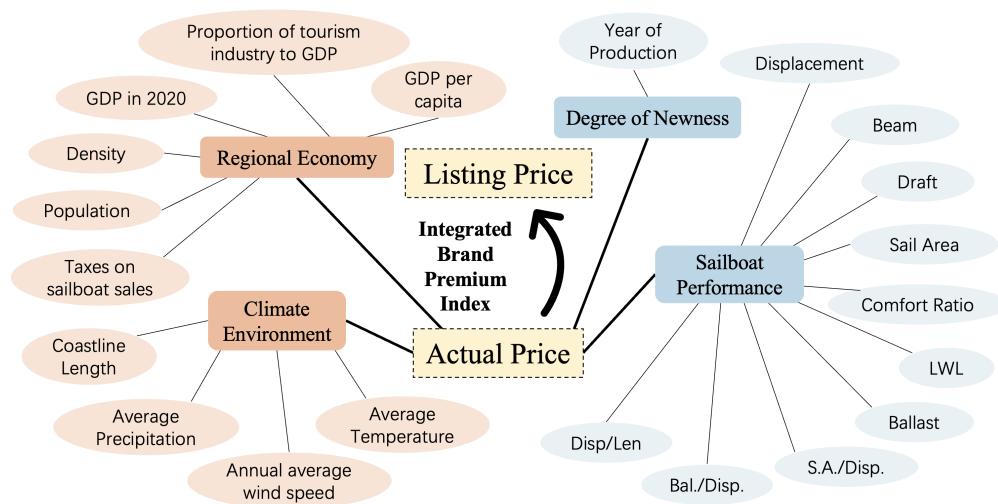 Proportion of tourism
industry to GDP
GDP in 2020
GDP per
capita
Density
Regional Economy
Population
Taxes on
sailboat sales
Climate
Environment
Coastline
Length
Average
Precipitation
Annual average
wind speed
Average
Temperature
Listing Price
Integrated
Brand
Premium
Index
Actual Price
Year of
Production
Degree of Newness
Displacement
Beam
Draft
Sail Area
Sailboat
Performance
Comfort Ratio
LWL
Ballast
S.A./Disp.
Bal./Disp.
Disp/Len